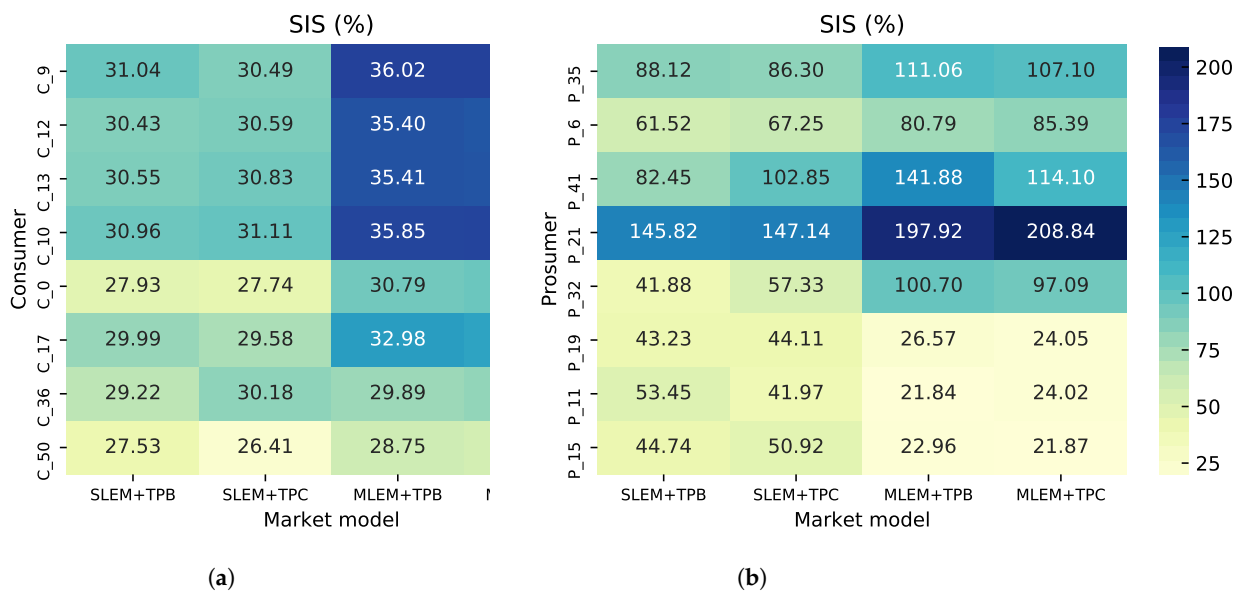 SIS (%)
C_9 31.04 30.49 36.02
C_12 30.43 30.59 35.40
C_13 30.55 30.83 35.41
C_10 30.96 31.11 35.85
C_0 27.93 27.74 30.79
C_17 29.99 29.58 32.98
C_36 29.22 30.18 29.89
C_50 27.53 26.41 28.75
Consumer
SLEM+TPB SLEM+TPC MLEM+TPB
Market model
(a)
SIS (%)
P_35 88.12 86.30 111.06 107.10
P_6 61.52 67.25 80.79 85.39
P_41 82.45 102.85 141.88 114.10
P_21 145.82 147.14 197.92 208.84
P_32 41.88 57.33 100.70 97.09
P_19 43.23 44.11 26.57 24.05
P_11 53.45 41.97 21.84 24.02
P_15 44.74 50.92 22.96 21.87
Prosumer
SLEM+TPB SLEM+TPC MLEM+TPB MLEM+TPC
Market model
(b)
200
175
150
125
100
75
50
25